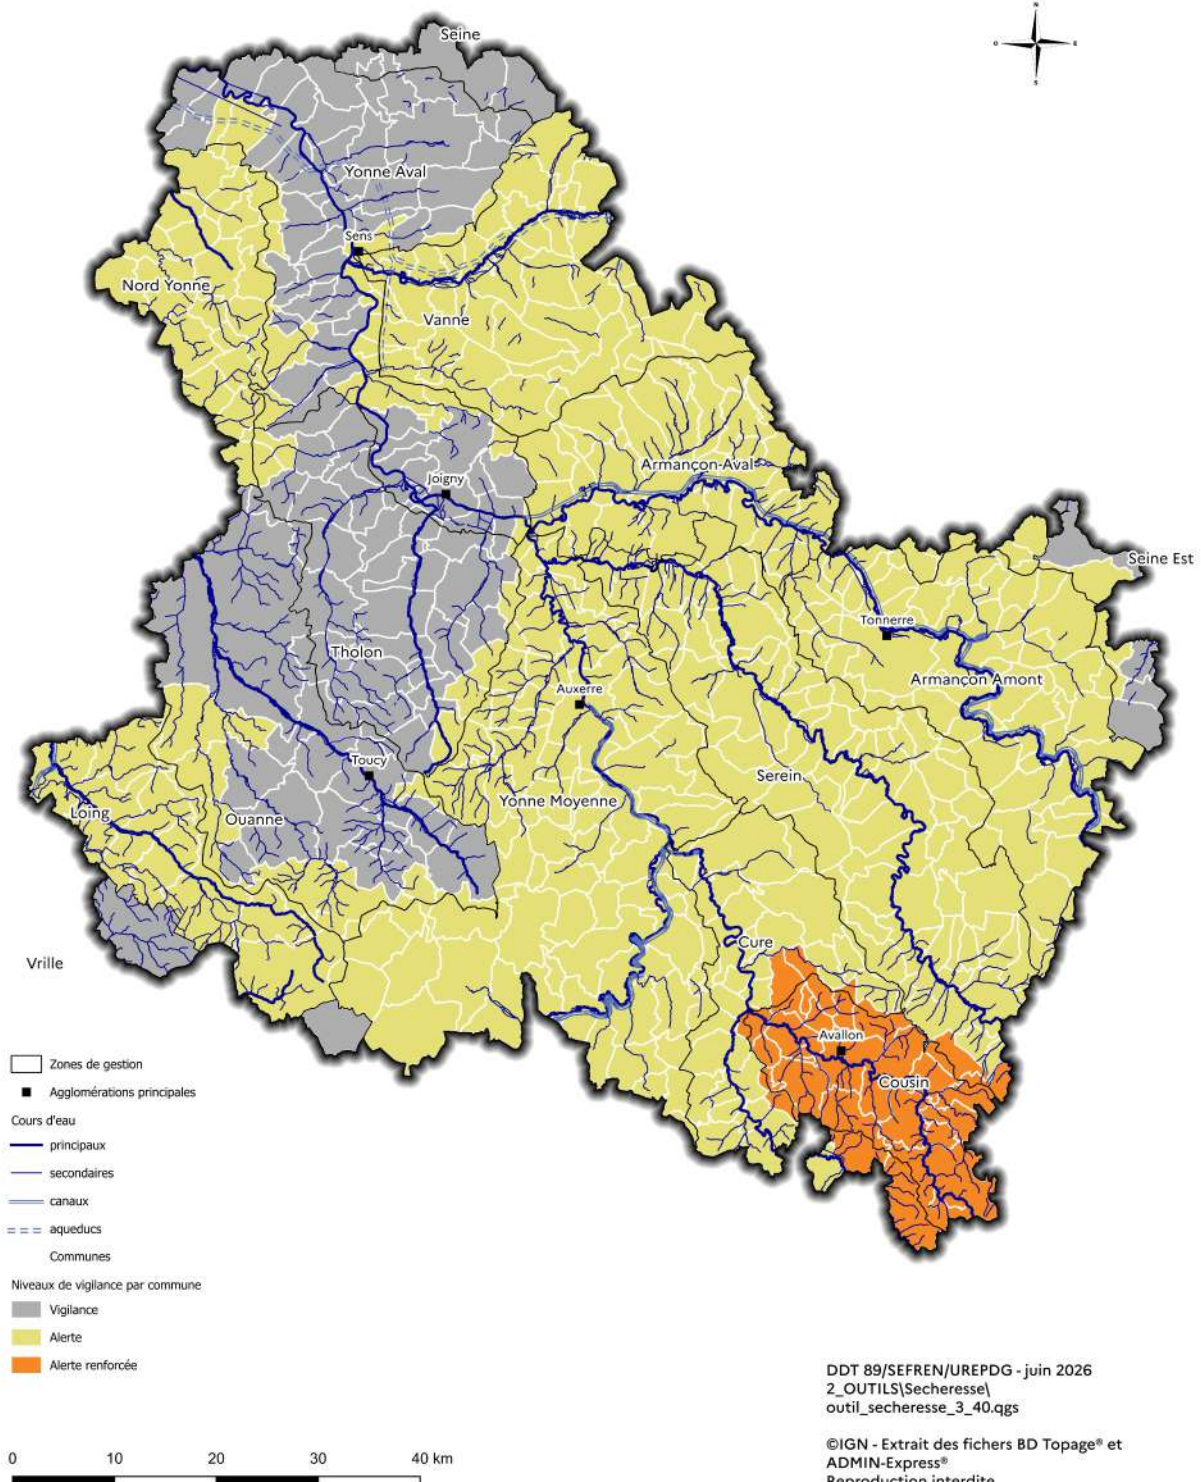 N
O
E
S
Seine
Yonne Aval
Sens
Nord Yonne
Vanne
Armançon-Aval
Joigny
Seine Est
Tonnerre
Tholon
Armançon Amont
Auxerre
Toucy
Serein
Yonne Moyenne
Loing
Ouanne
Cure
Vrille
Avallon
Cousin
Zones de gestion
Agglomérations principales
Cours d'eau
principaux
secondaires
canaux
aqueducs
Communes
Niveaux de vigilance par commune
Vigilance
Alerte
Alerte renforcée
DDT 89/SEFREN/UREPDG - juin 2026
2_OUTILS\Secheresse\
outil_secheresse_3_40.qgs
©IGN - Extrait des fichiers BD Topage® et
ADMIN-Express®
Reproduction interdite
0 10 20 30 40 km